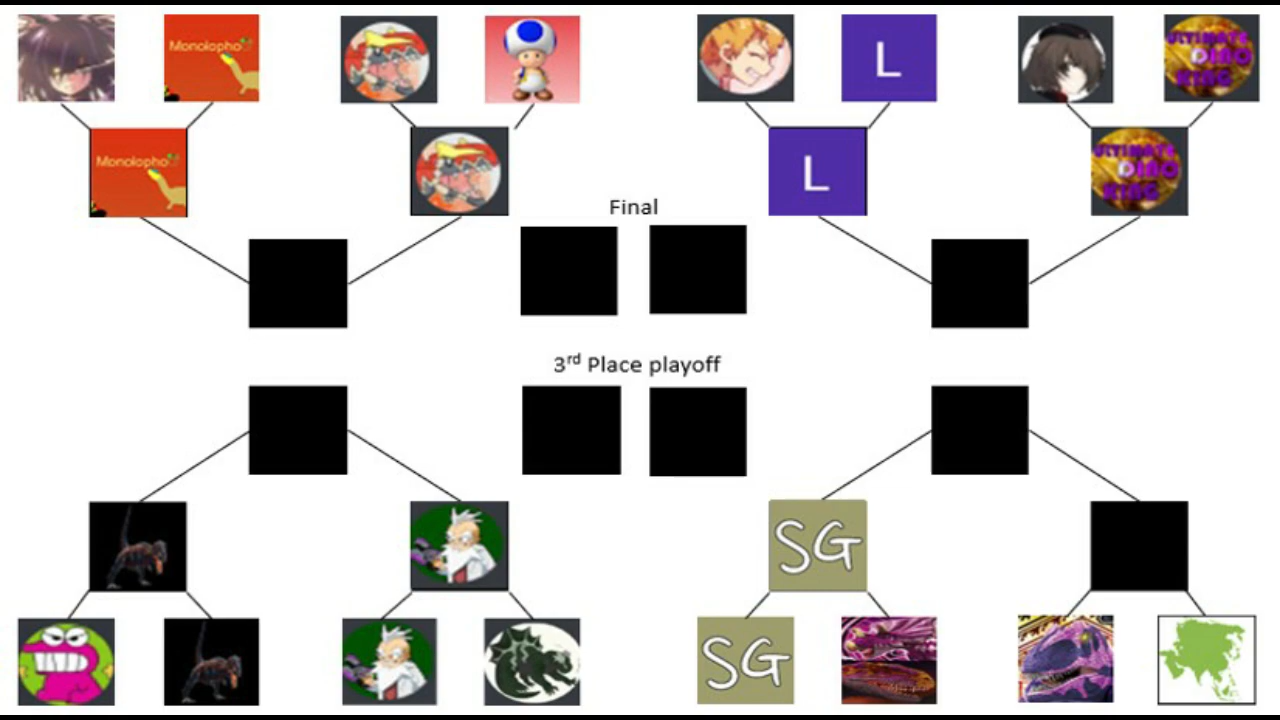 Monolopho
L
ULTIMATE
DINO
KING
Monolopho
L
ULTIMATE
DINO
KING
Final
3rd Place playoff
SG
SG